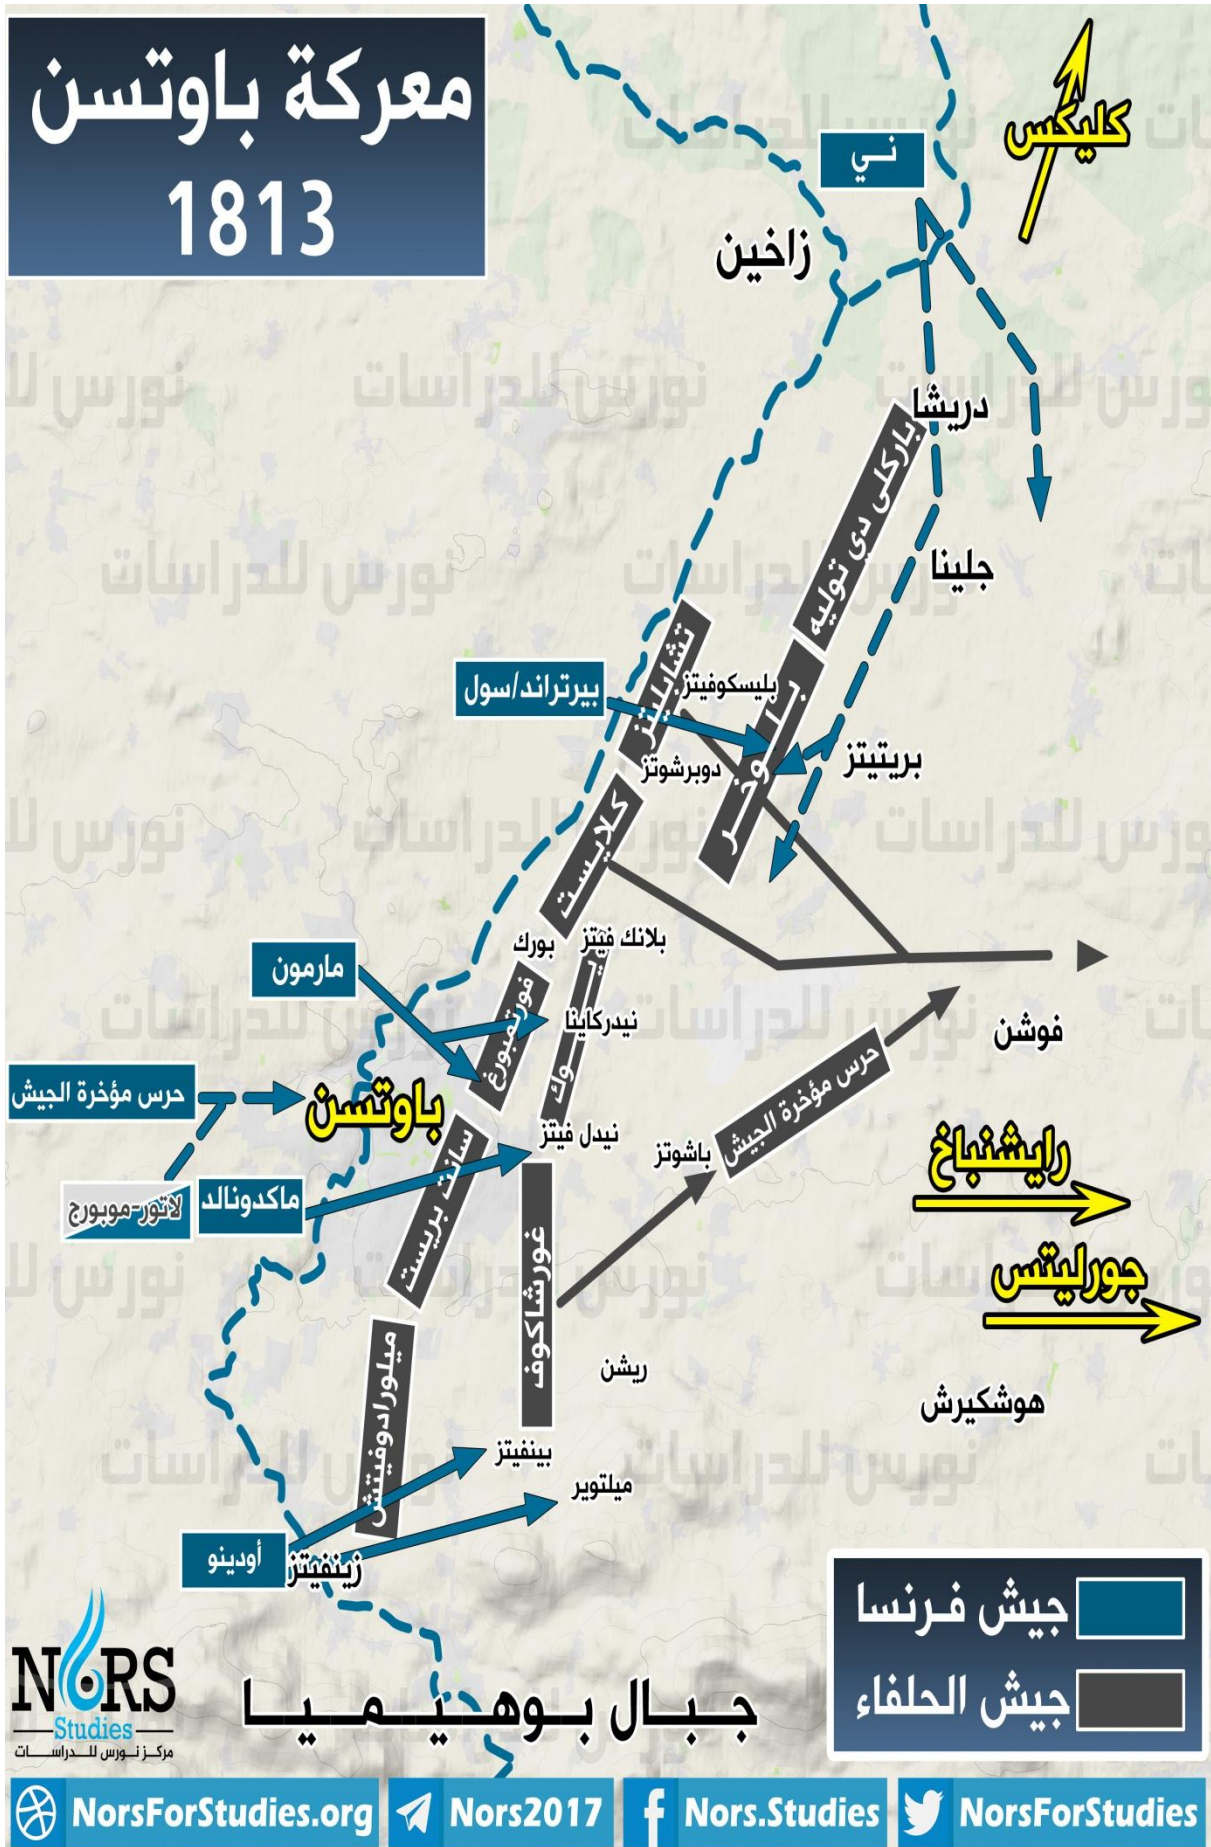 معركة باوتسن
1813
كليكس
ني
زاخين
دريشا
باركلي دي توليه
جلينا
تشابليتز
بليسكوفيتز
بيرتراند/سول
بلوخر
بريتيتز
دوبرشوتز
كلايست
بلانك فيتز
بورك
يوك
مارمون
فورتمبورغ
نيدركاينا
فوشن
حرس مؤخرة الجيش
حرس مؤخرة الجيش
باوتسن
نيدل فيتز
باشوتز
رايشنباخ
لاتور-موبورج
ماكدونالد
سانت بريست
غورشاكوف
جورليتس
ميلورادوفيتش
ريشن
هوشكيرش
بينفيتز
ميلتوير
أودينو
زينفيتز
جيش فرنسا
جيش الحلفاء
جبال بوهيميا
NORS
Studies
مركز نورس للدراسات
NorsForStudies.org
Nors2017
Nors.Studies
NorsForStudies
نورس للدراسات